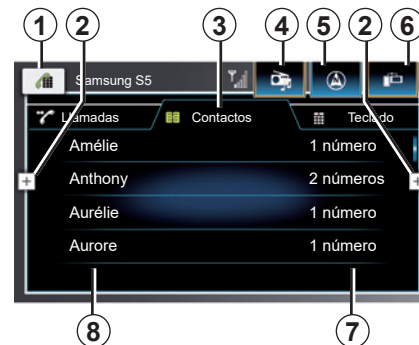 1 2 3 4 5 2 6
Samsung S5
Llamadas Contactos Teclado
Amélie 1 número
Anthony 2 números
Aurélie 1 número
Aurore 1 número
8 7